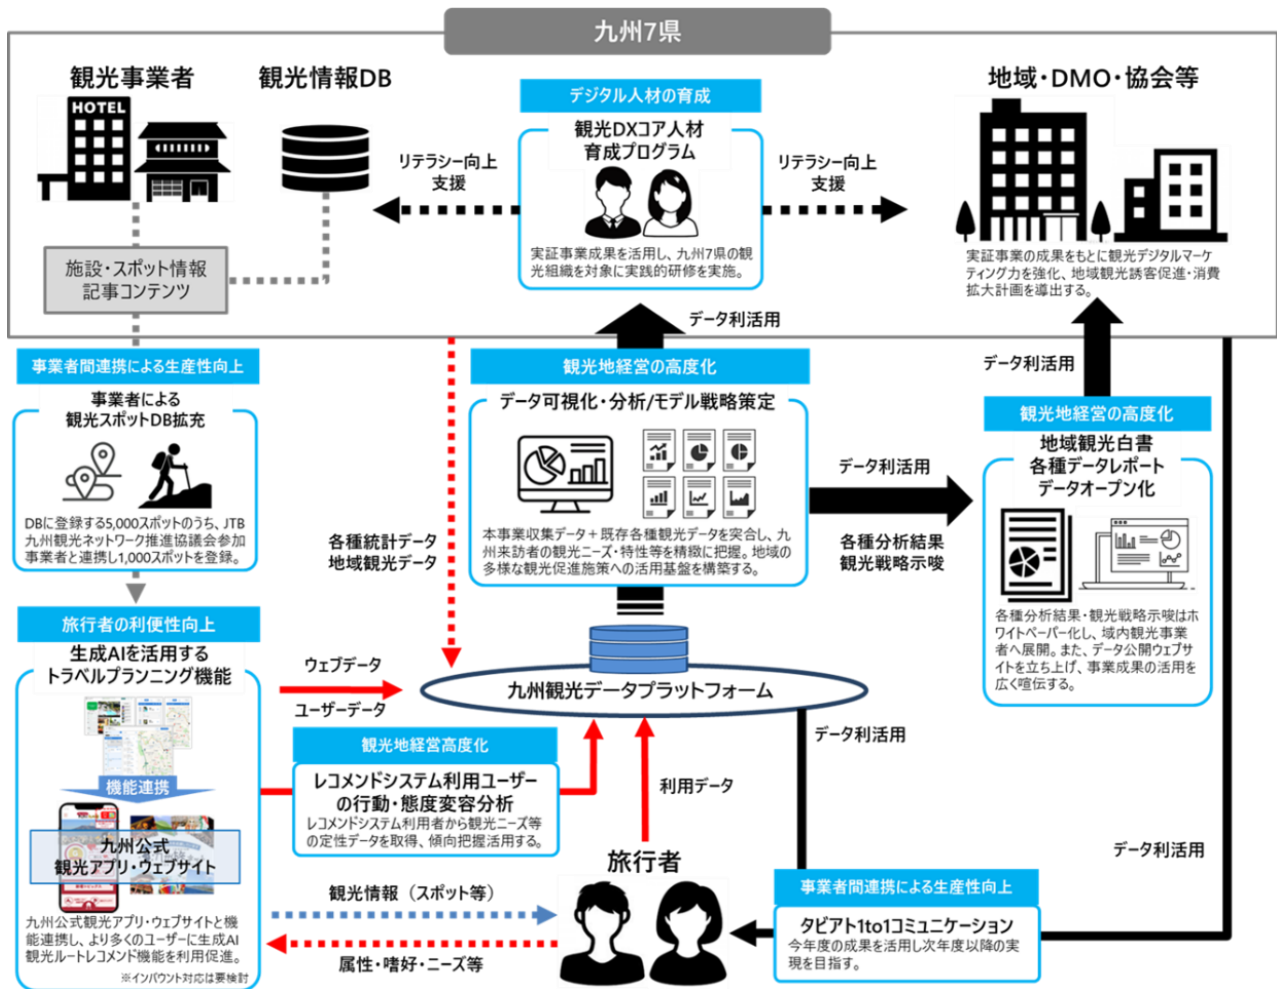 九州7県
観光事業者
HOTEL
観光情報DB
デジタル人材の育成
観光DXコア人材
育成プログラム
実証事業成果を活用し、九州7県の観
光組織を対象に実践的研修を実施。
リテラシー向上
支援
リテラシー向上
支援
地域・DMO・協会等
実証事業の成果をもとに観光デジタルマーケ
ティング力を強化、地域観光誘客促進・消費
拡大計画を導出する。
施設・スポット情報
記事コンテンツ
データ利活用
データ利活用
事業者間連携による生産性向上
事業者による
観光スポットDB拡充
DBに登録する5,000スポットのうち、JTB
九州観光ネットワーク推進協議会参加
事業者と連携し1,000スポットを登録。
各種統計データ
地域観光データ
観光地経営の高度化
データ可視化・分析/モデル戦略策定
本事業収集データ＋既存各種観光データを突合し、九
州来訪者の観光ニーズ・特性等を精緻に把握。地域の
多様な観光促進施策への活用基盤を構築する。
データ利活用
各種分析結果
観光戦略示唆
観光地経営の高度化
地域観光白書
各種データレポート
データオープン化
各種分析結果・観光戦略示唆はホ
ワイトペーパー化し、域内観光事業
者へ展開。また、データ公開ウェブサ
イトを立ち上げ、事業成果の活用を
広く喧伝する。
旅行者の利便性向上
生成AIを活用する
トラベルプランニング機能
機能連携
九州公式
観光アプリ・ウェブサイト
九州公式観光アプリ・ウェブサイトと機
能連携し、より多くのユーザーに生成AI
観光ルートレコメンド機能を利用促進。
※インバウント対応は要検討
ウェブデータ
ユーザーデータ
九州観光データプラットフォーム
観光地経営高度化
レコメンドシステム利用ユーザー
の行動・態度変容分析
レコメンドシステム利用者から観光ニーズ等
の定性データを取得、傾向把握活用する。
利用データ
データ利活用
データ利活用
旅行者
観光情報（スポット等）
属性・嗜好・ニーズ等
事業者間連携による生産性向上
タビアト1to1コミュニケーション
今年度の成果を活用し次年度以降の実
現を目指す。